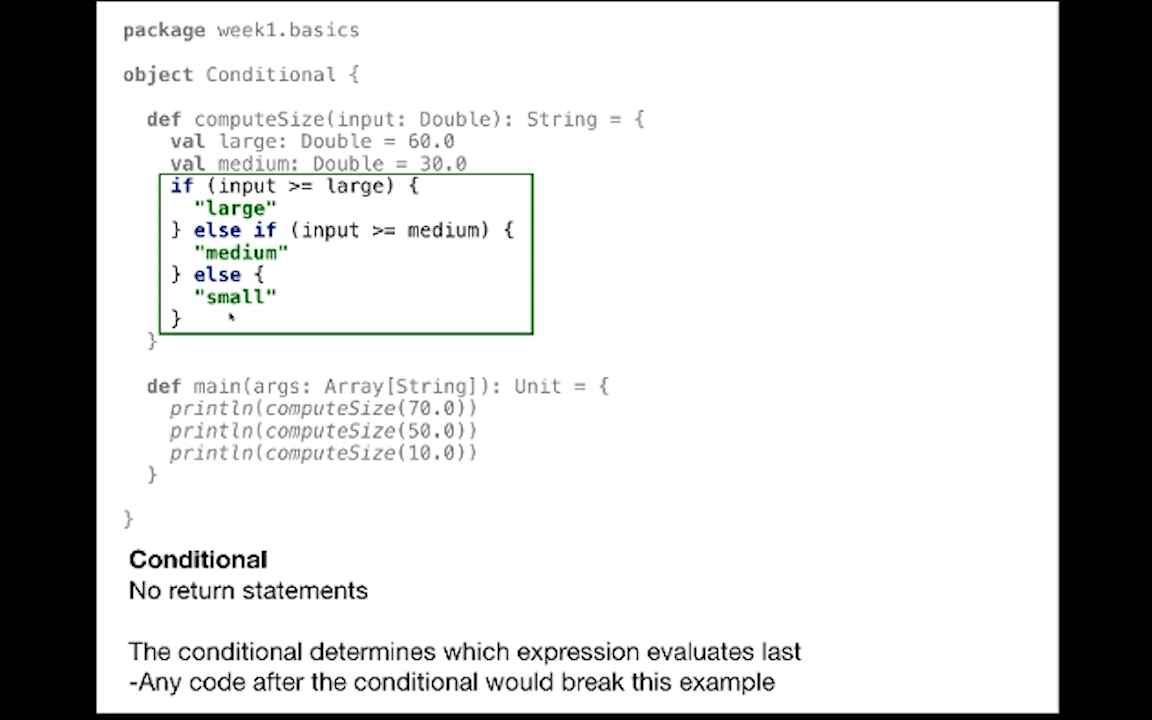 package week1.basics
object Conditional {
def computeSize(input: Double): String = {
val large: Double = 60.0
val medium: Double = 30.0
if (input >= large) {
"large"
} else if (input >= medium) {
"medium"
} else {
"small"
}
}
def main(args: Array[String]): Unit = {
println(computeSize(70.0))
println(computeSize(50.0))
println(computeSize(10.0))
}
}
Conditional
No return statements
The conditional determines which expression evaluates last
-Any code after the conditional would break this example